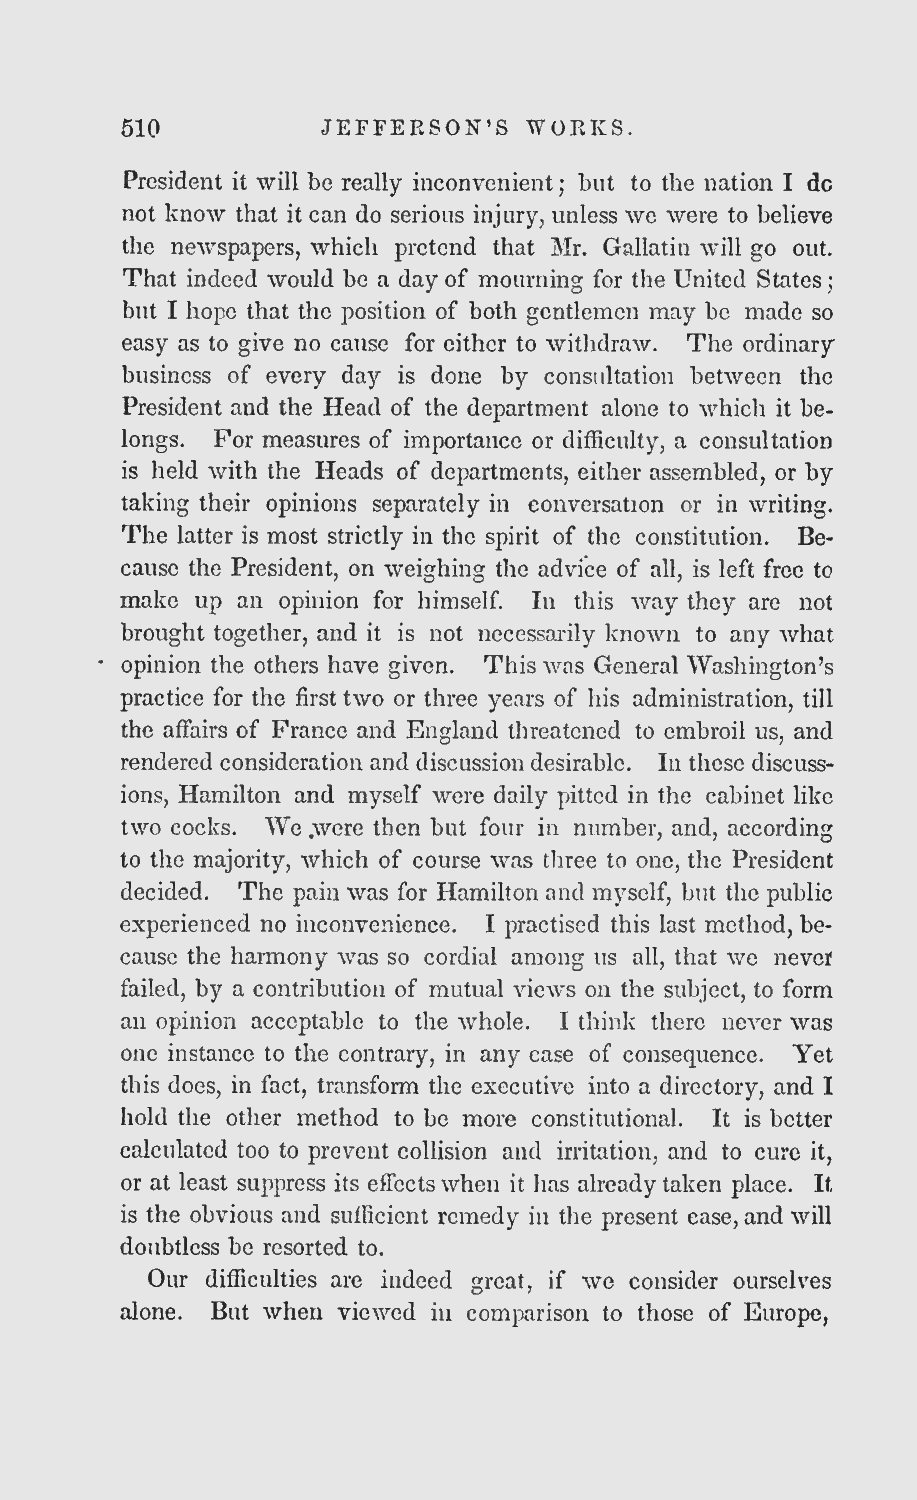 510 JEFFERSON'S WORKS.
President it will be really inconvenient; but to the nation I do
not know that it can do serious injury, unless we were to believe
the newspapers, which pretend that Mr. Gallatin will go out.
That indeed would be a day of mourning for the United States;
but I hope that the position of both gentlemen may be made so
easy as to give no cause for either to withdraw. The ordinary
business of every day is done by consultation between the
President and the Head of the department alone to which it be-
longs. For measures of importance or difficulty, a consultation
is held with the Heads of departments, either assembled, or by
taking their opinions separately in conversation or in writing.
The latter is most strictly in the spirit of the constitution. Be-
cause the President, on weighing the advice of all, is left free to
make up an opinion for himself. In this way they are not
brought together, and it is not necessarily known to any what
opinion the others have given. This was General Washington's
practice for the first two or three years of his administration, till
the affairs of France and England threatened to embroil us, and
rendered consideration and discussion desirable. In these discuss-
ions, Hamilton and myself were daily pitted in the cabinet like
two cocks. We were then but four in number, and, according
to the majority, which of course was three to one, the President
decided. The pain was for Hamilton and myself, but the public
experienced no inconvenience. I practised this last method, be-
cause the harmony was so cordial among us all, that we never
failed, by a contribution of mutual views on the subject, to form
an opinion acceptable to the whole. I think there never was
one instance to the contrary, in any case of consequence. Yet
this does, in fact, transform the executive into a directory, and I
hold the other method to be more constitutional. It is better
calculated too to prevent collision and irritation, and to cure it,
or at least suppress its effects when it has already taken place. It
is the obvious and sufficient remedy in the present case, and will
doubtless be resorted to.
Our difficulties are indeed great, if we consider ourselves
alone. But when viewed in comparison to those of Europe,